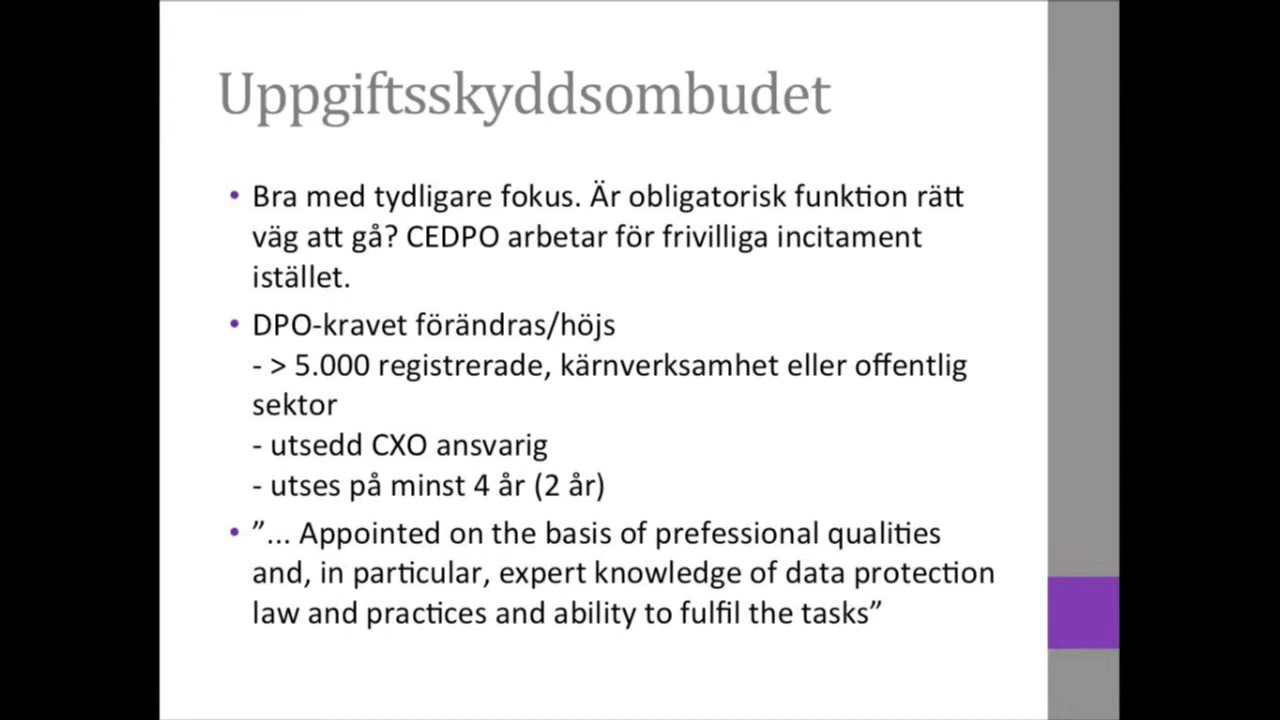 Uppgiftsskyddsombudet
• Bra med tydligare fokus. Är obligatorisk funktion rätt
väg att gå? CEDPO arbetar för frivilliga incitament
istället.
• DPO-kravet förändras/höjs
- > 5.000 registrerade, kärnverksamhet eller offentlig
sektor
- utsedd CXO ansvarig
- utses på minst 4 år (2 år)
• ”... Appointed on the basis of prefessional qualities
and, in particular, expert knowledge of data protection
law and practices and ability to fulfil the tasks”